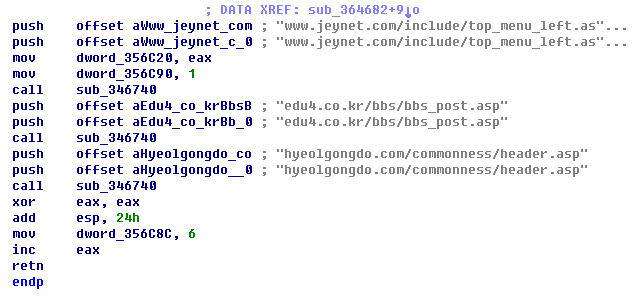 ; DATA XREF: sub_364682+9↓o
push offset aWww_jeynet_com ; "www.jeynet.com/include/top_menu_left.as"...
push offset aWww_jeynet_c_0 ; "www.jeynet.com/include/top_menu_left.as"...
mov dword_356C20, eax
mov dword_356C90, 1
call sub_346740
push offset aEdu4_co_krBbsB ; "edu4.co.kr/bbs/bbs_post.asp"
push offset aEdu4_co_krBb_0 ; "edu4.co.kr/bbs/bbs_post.asp"
call sub_346740
push offset aHyeolgongdo_co ; "hyeolgongdo.com/commonness/header.asp"
push offset aHyeolgongdo__0 ; "hyeolgongdo.com/commonness/header.asp"
call sub_346740
xor eax, eax
add esp, 24h
mov dword_356C8C, 6
inc eax
retn
endp